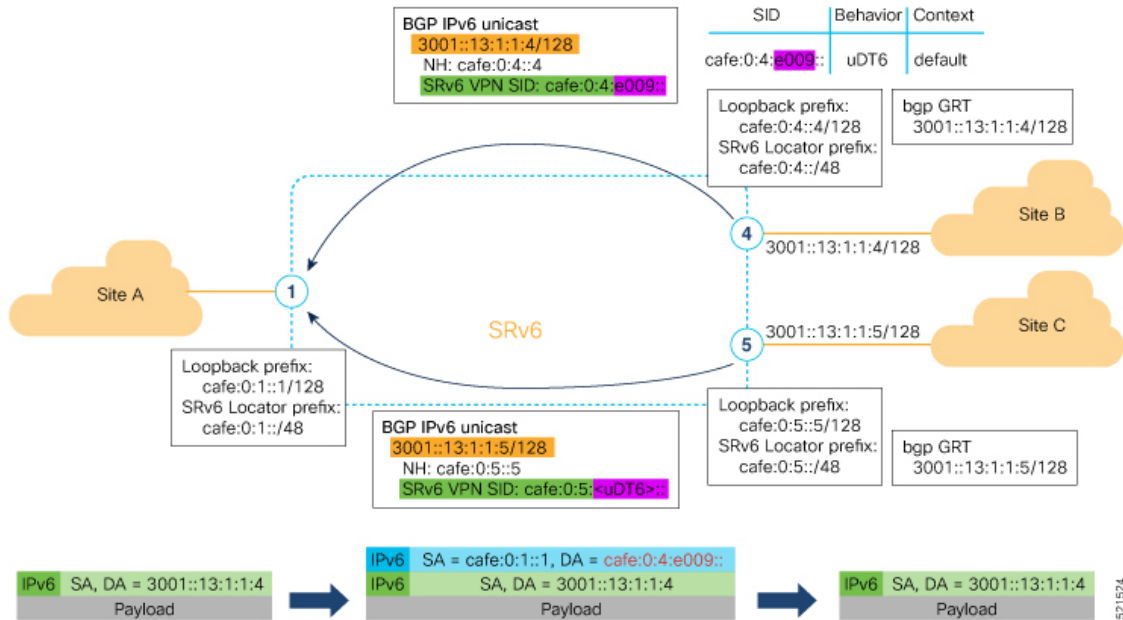 BGP IPv6 unicast
3001::13:1:1:4/128
NH: cafe:0:4::4
SRv6 VPN SID: cafe:0:4:e009::
SID Behavior Context
cafe:0:4:e009:: uDT6 default
Loopback prefix:
cafe:0:4::4/128
SRv6 Locator prefix:
cafe:0:4::/48
bgp GRT
3001::13:1:1:4/128
Site B
4
3001::13:1:1:4/128
Site A
1
SRv6
3001::13:1:1:5/128
Site C
5
Loopback prefix:
cafe:0:1::1/128
SRv6 Locator prefix:
cafe:0:1::/48
BGP IPv6 unicast
3001::13:1:1:5/128
NH: cafe:0:5::5
SRv6 VPN SID: cafe:0:5:<uDT6>::
Loopback prefix:
cafe:0:5::5/128
SRv6 Locator prefix:
cafe:0:5::/48
bgp GRT
3001::13:1:1:5/128
IPv6 SA, DA = 3001::13:1:1:4
Payload
IPv6 SA = cafe:0:1::1, DA = cafe:0:4:e009::
IPv6 SA, DA = 3001::13:1:1:4
Payload
IPv6 SA, DA = 3001::13:1:1:4
Payload
521524